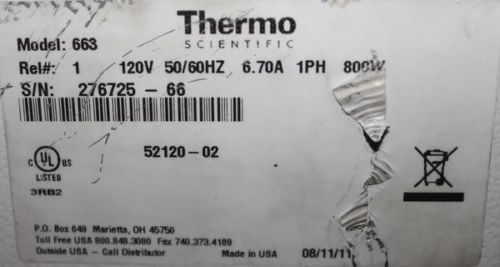 Thermo
SCIENTIFIC
Model: 663
Rel#: 1 120V 50/60HZ 6.70A 1PH 800W
S/N: 276725-66
52120-02
C UL US
LISTED
3RB2
P.O. Box 649 Marietta, OH 45750
Toll Free USA 800.848.3080 Fax 740.373.4189
Outside USA - Call Distributor Made in USA 08/11/11